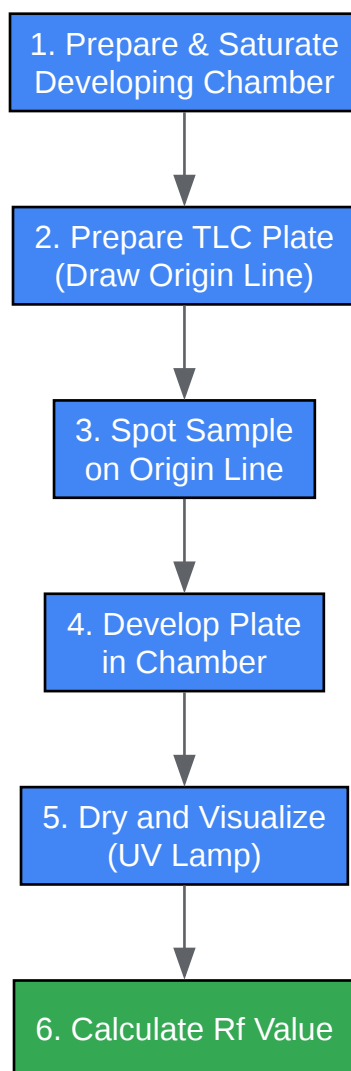 1. Prepare & Saturate
Developing Chamber
2. Prepare TLC Plate
(Draw Origin Line)
3. Spot Sample
on Origin Line
4. Develop Plate
in Chamber
5. Dry and Visualize
(UV Lamp)
6. Calculate Rf Value